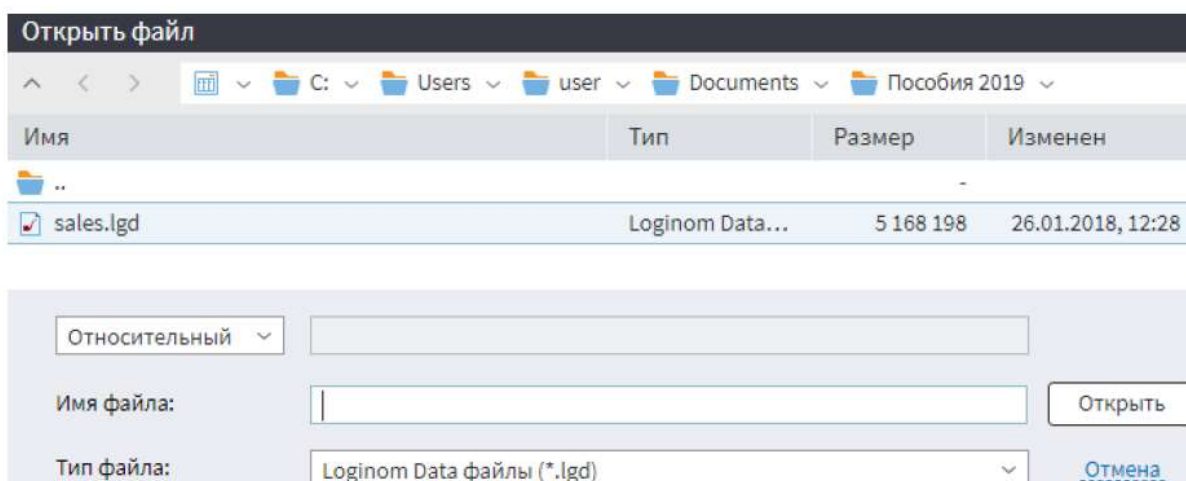 Открыть файл
C: Users user Documents Пособия 2019
Имя Тип Размер Изменен
.. -
sales.lgd Loginom Data... 5 168 198 26.01.2018, 12:28
Относительный
Имя файла: Открыть
Тип файла: Loginom Data файлы (*.lgd) Отмена